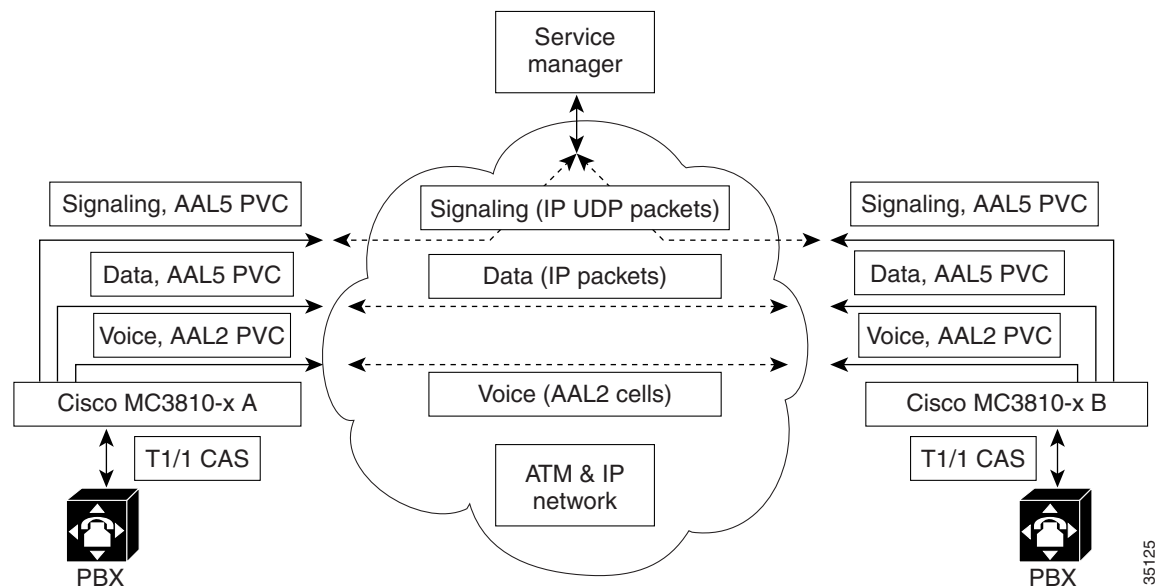 Service
manager
Signaling, AAL5 PVC
Signaling (IP UDP packets)
Signaling, AAL5 PVC
Data, AAL5 PVC
Data (IP packets)
Data, AAL5 PVC
Voice, AAL2 PVC
Voice, AAL2 PVC
Cisco MC3810-x A
Voice (AAL2 cells)
Cisco MC3810-x B
T1/1 CAS
ATM & IP
network
T1/1 CAS
PBX
PBX
35125